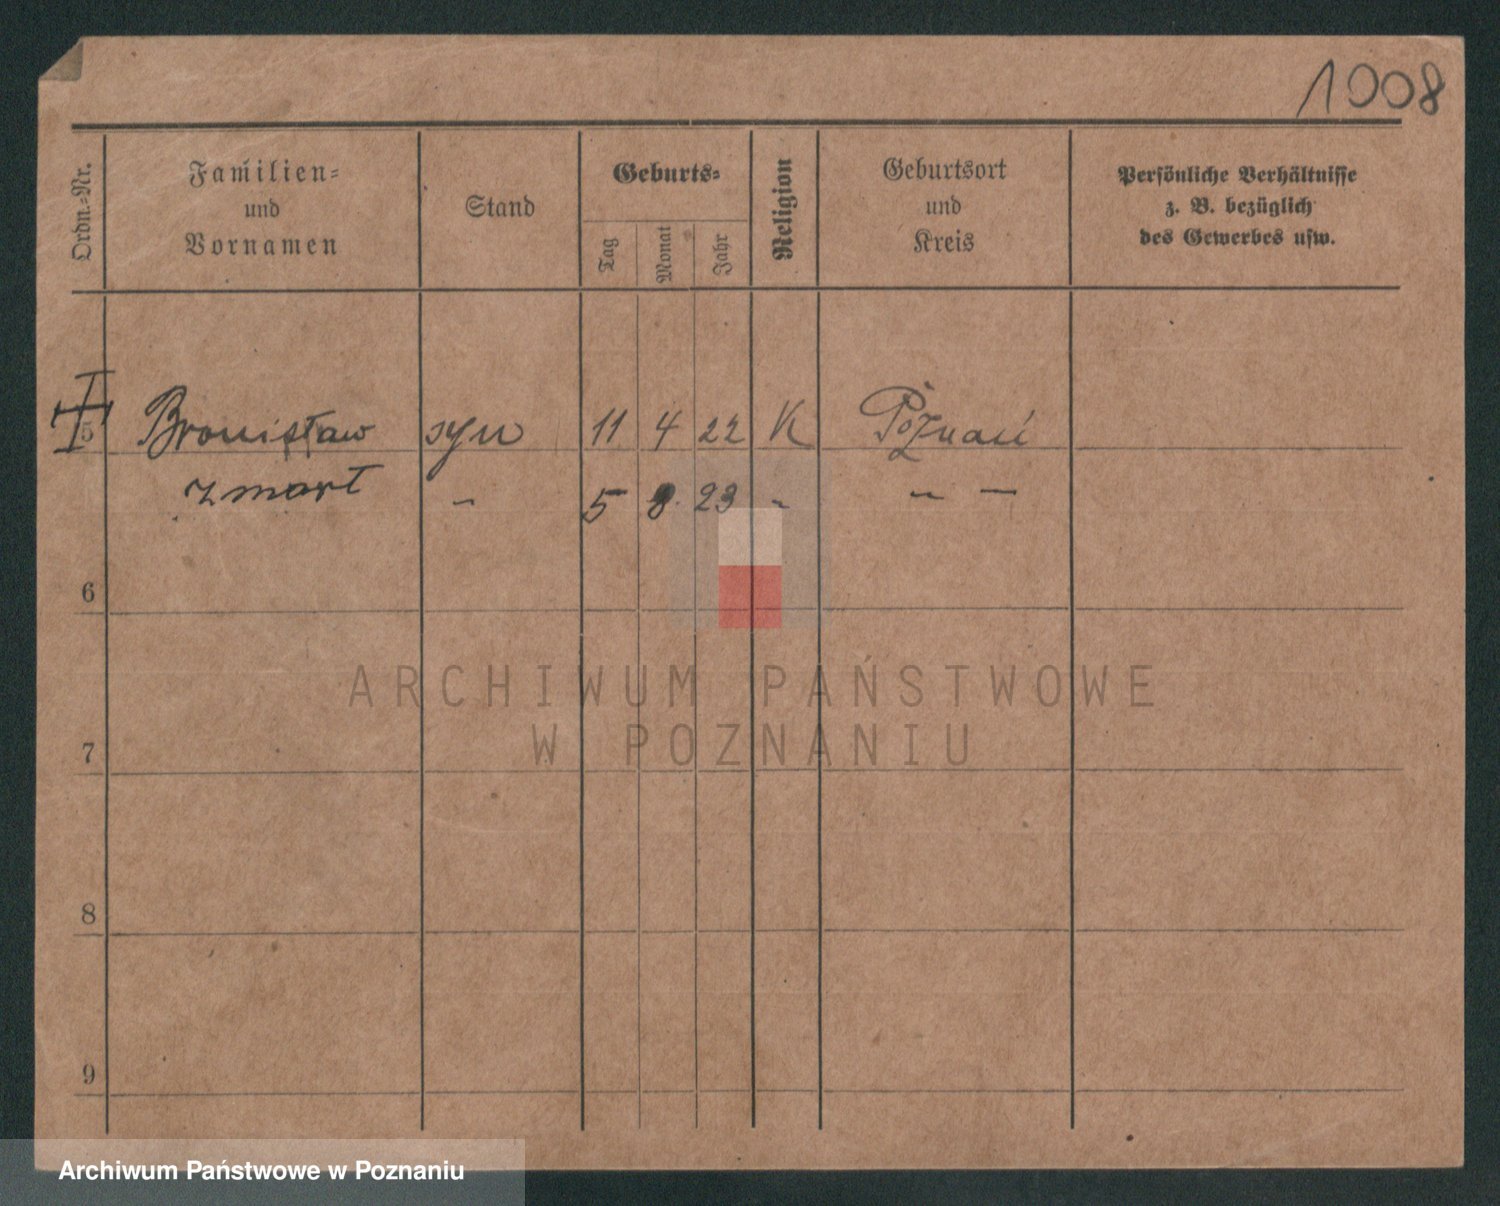 1008
Ordn.-Nr.
Familien-
und
Vornamen
Stand
Geburts-
Tag
Monat
Jahr
Religion
Geburtsort
und
Kreis
Persönliche Verhältnisse
z. B. bezüglich
des Gewerbes usw.
5 Bronisław syn 11 4 22 K Poznań
zmarł – 5 8 23 – – –
6
7
8
9
ARCHIWUM PAŃSTWOWE
W POZNANIU
Archiwum Państwowe w Poznaniu